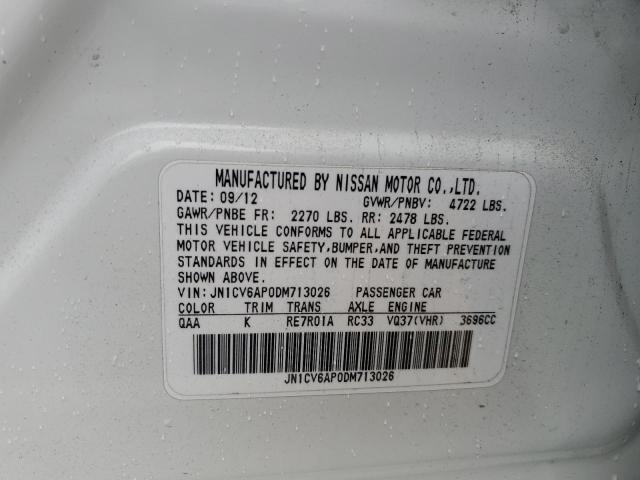 MANUFACTURED BY NISSAN MOTOR CO.,LTD.
DATE: 09/12 GVWR/PNBV: 4722 LBS.
GAWR/PNBE FR: 2270 LBS. RR: 2478 LBS.
THIS VEHICLE CONFORMS TO ALL APPLICABLE FEDERAL
MOTOR VEHICLE SAFETY,BUMPER,AND THEFT PREVENTION
STANDARDS IN EFFECT ON THE DATE OF MANUFACTURE
SHOWN ABOVE.
VIN: JN1CV6AP0DM713026 PASSENGER CAR
COLOR TRIM TRANS AXLE ENGINE
QAA K RE7R01A RC33 VQ37(VHR) 3696CC
JN1CV6AP0DM713026